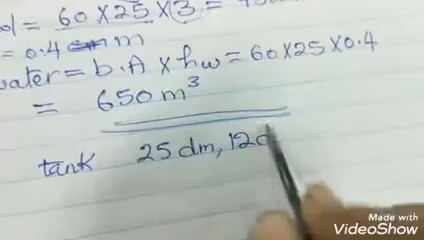 d = 60 X 25 X 3 =
= 0.4 m
water = b.A x hw = 60 X 25 X 0.4
= 650 m³
tank 25 dm, 12
Made with
VideoShow